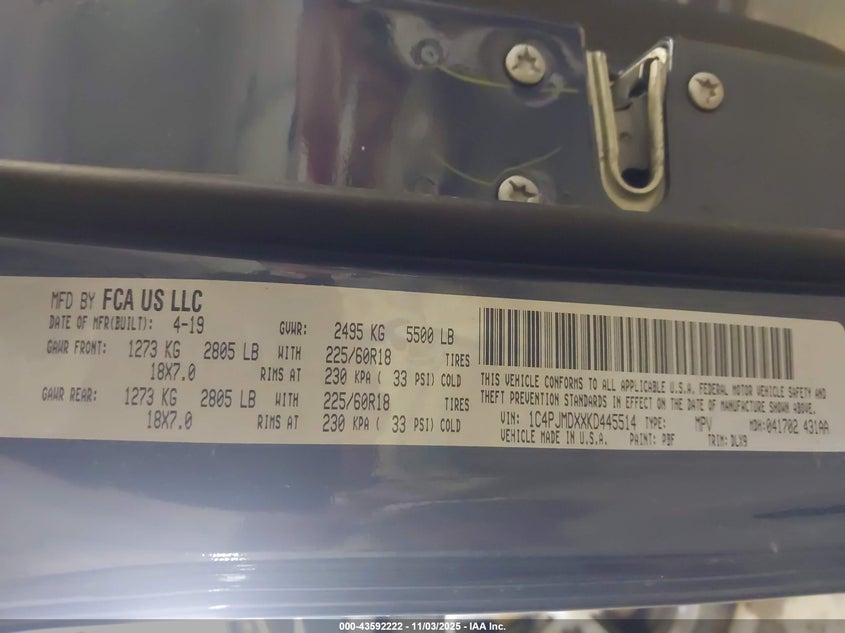 MFD BY FCA US LLC
DATE OF MFR(BUILT): 4-19 GVWR: 2495 KG 5500 LB
GAWR FRONT: 1273 KG 2805 LB WITH 225/60R18 TIRES
18X7.0 RIMS AT 230 KPA ( 33 PSI) COLD
GAWR REAR: 1273 KG 2805 LB WITH 225/60R18 TIRES
18X7.0 RIMS AT 230 KPA ( 33 PSI) COLD
THIS VEHICLE CONFORMS TO ALL APPLICABLE U.S.A. FEDERAL MOTOR VEHICLE SAFETY AND
THEFT PREVENTION STANDARDS IN EFFECT ON THE DATE OF MANUFACTURE SHOWN ABOVE.
VIN: 1C4PJMDXXKD445514 TYPE: MPV MDH:041702 431AA
VEHICLE MADE IN U.S.A. PAINT: PBF TRIM: DLX9
000-43592222 - 11/03/2025 - IAA Inc.